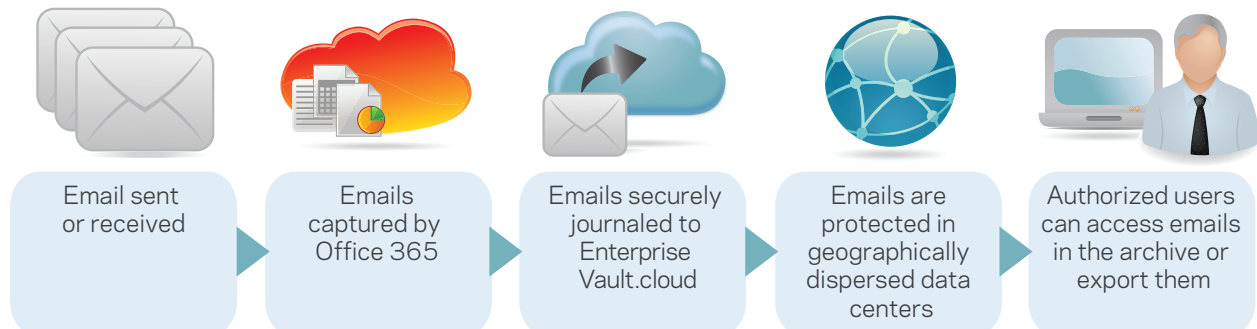 Email sent
or received
Emails
captured by
Office 365
Emails securely
journaled to
Enterprise
Vault.cloud
Emails are
protected in
geographically
dispersed data
centers
Authorized users
can access emails
in the archive or
export them